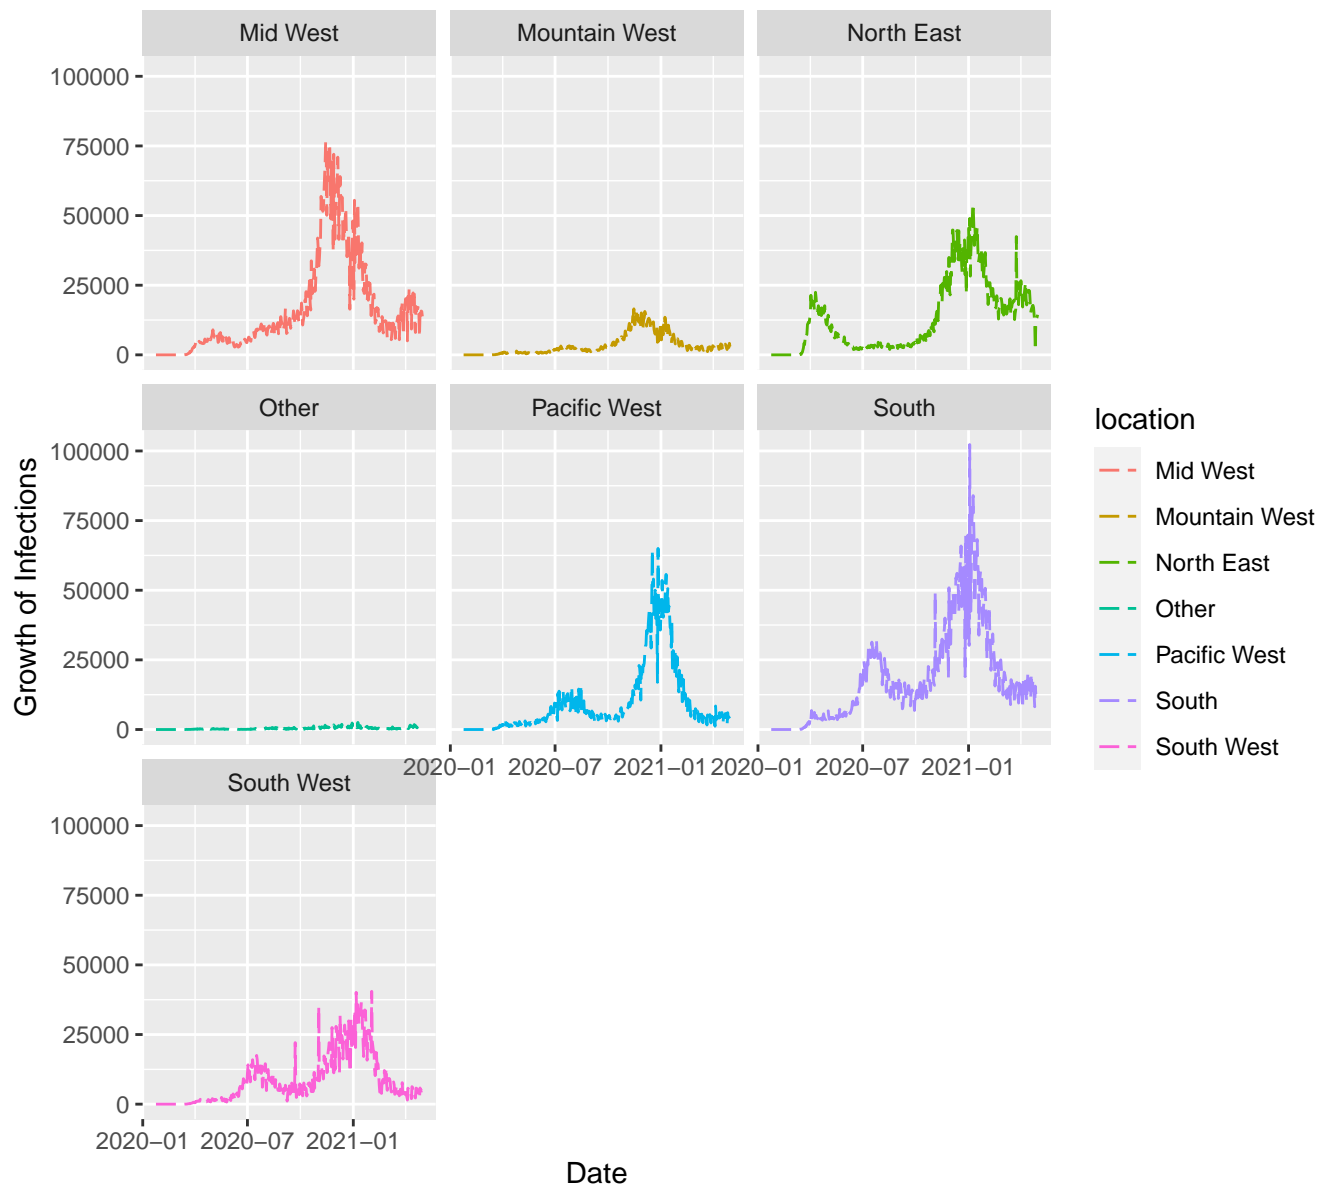 Mid West
Mountain West
North East
100000
75000
50000
25000
0
Other
Pacific West
South
100000
75000
50000
25000
0
2020−01
2020−07
2021−01
2020−01
2020−07
2021−01
South West
100000
75000
50000
25000
0
2020−01
2020−07
2021−01
Growth of Infections
Date
location
Mid West
Mountain West
North East
Other
Pacific West
South
South West